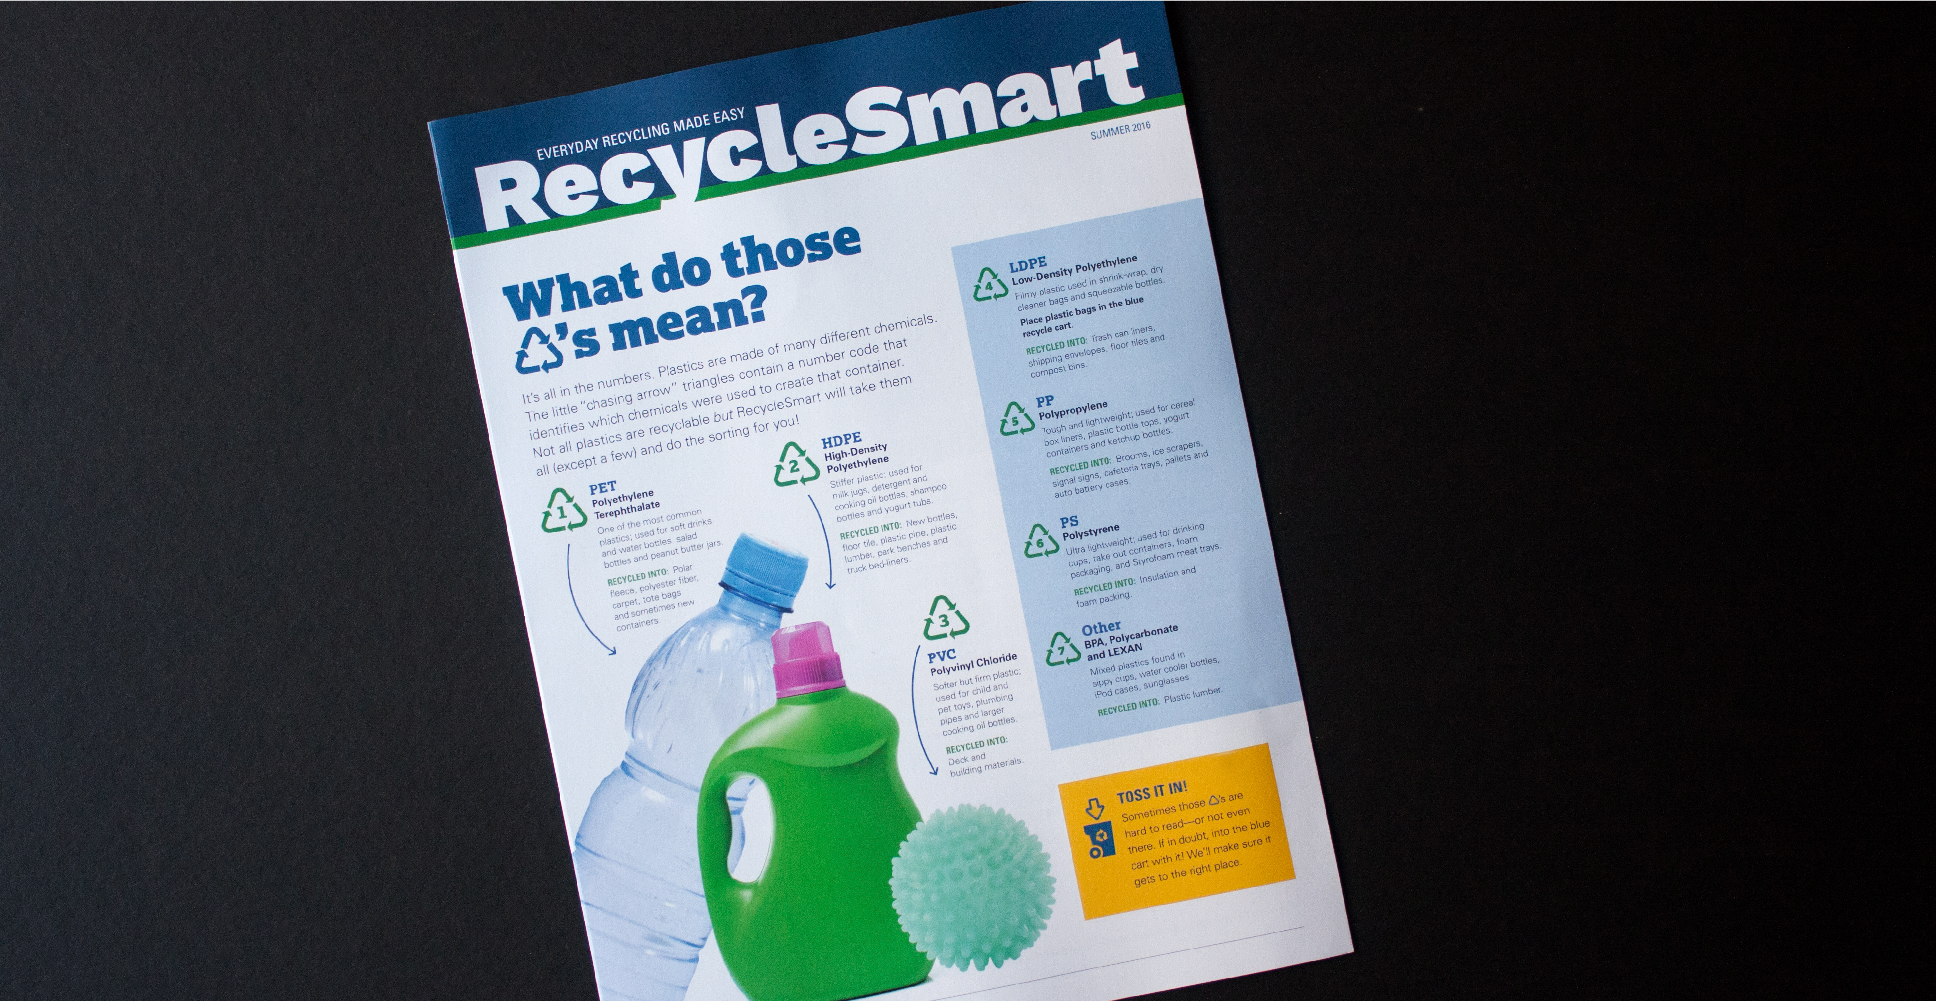 EVERYDAY RECYCLING MADE EASY
RecycleSmart
SUMMER 2016
What do those
's mean?
It's all in the numbers. Plastics are made of many different chemicals.
The little "chasing arrow" triangles contain a number code that
identifies which chemicals were used to create that container.
Not all plastics are recyclable but RecycleSmart will take them
all (except a few) and do the sorting for you!
1
PET
Polyethylene
Terephthalate
One of the most common
plastics; used for soft drinks
and water bottles, salad
bottles and peanut butter jars.
RECYCLED INTO: Polar
fleece, polyester fiber,
carpet, tote bags
and sometimes new
containers
2
HDPE
High-Density
Polyethylene
Stiffer plastic; used for
milk jugs, detergent and
cooking oil bottles, shampoo
bottles and yogurt tubs.
RECYCLED INTO: New bottles,
floor tile, plastic pipe, plastic
lumber, park benches and
truck bed-liners.
3
PVC
Polyvinyl Chloride
Softer but firm plastic;
used for child and
pet toys, plumbing
pipes and larger
cooking oil bottles.
RECYCLED INTO:
Deck and
building materials.
4
LDPE
Low-Density Polyethylene
Filmy plastic used in shrink-wrap, dry
cleaner bags and squeezable bottles.
Place plastic bags in the blue
recycle cart.
RECYCLED INTO: Trash can liners,
shipping envelopes, floor tiles and
compost bins.
5
PP
Polypropylene
Tough and lightweight; used for cereal
box liners, plastic bottle tops, yogurt
containers and ketchup bottles.
RECYCLED INTO: Brooms, ice scrapers,
signal signs, cafeteria trays, pallets and
auto battery cases.
6
PS
Polystyrene
Ultra lightweight; used for drinking
cups, take out containers, foam
packaging, and Styrofoam meat trays.
RECYCLED INTO: Insulation and
foam packing.
7
Other
BPA, Polycarbonate
and LEXAN
Mixed plastics found in
sippy cups, water cooler bottles,
iPod cases, sunglasses
RECYCLED INTO: Plastic lumber.
TOSS IT IN!
Sometimes those 's are
hard to read—or not even
there. If in doubt, into the blue
cart with it! We'll make sure it
gets to the right place.